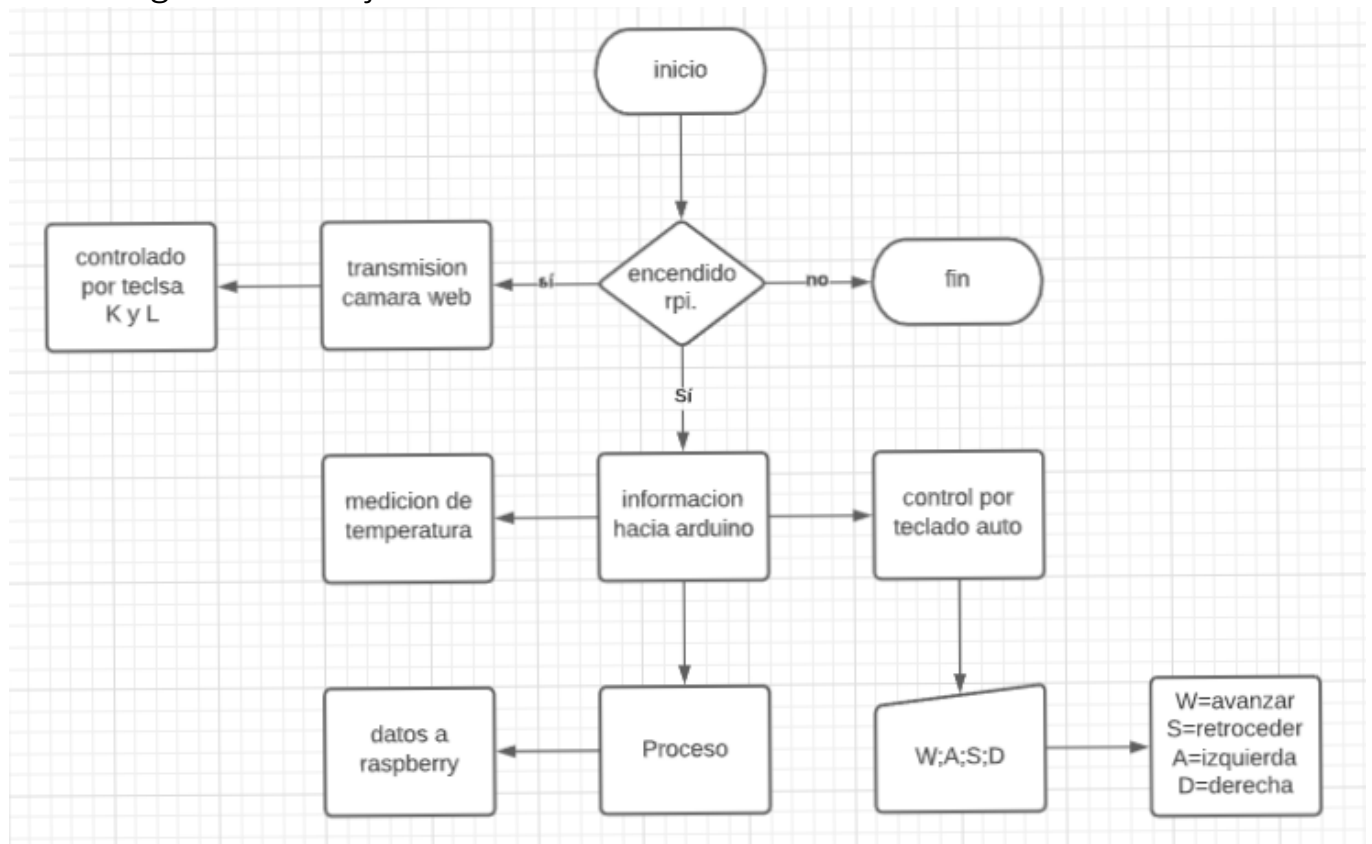 inicio
controlado
por teclsa
K y L
transmision
camara web
sí
encendido
rpi.
no
fin
Sí
medicion de
temperatura
informacion
hacia arduino
control por
teclado auto
datos a
raspberry
Proceso
W;A;S;D
W=avanzar
S=retroceder
A=izquierda
D=derecha